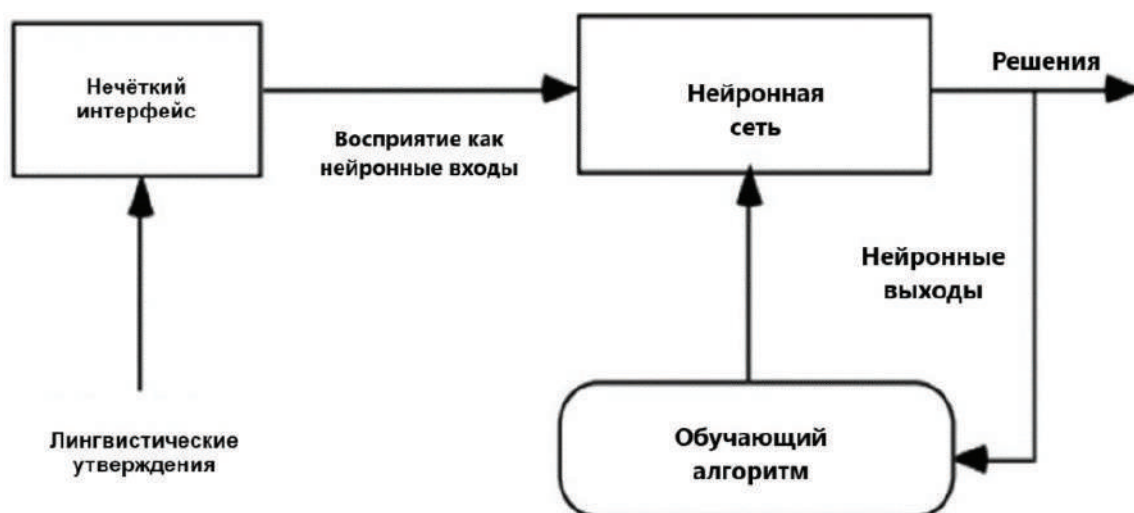 Нечёткий
интерфейс
Восприятие как
нейронные входы
Нейронная
сеть
Решения
Нейронные
выходы
Лингвистические
утверждения
Обучающий
алгоритм